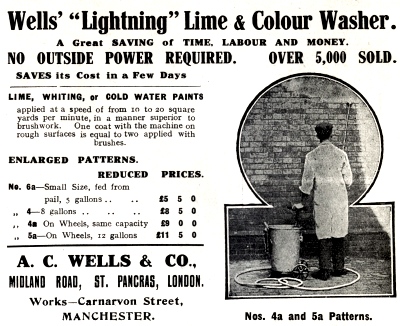 Wells' "Lightning" Lime & Colour Washer.
A Great SAVING of TIME, LABOUR AND MONEY.
NO OUTSIDE POWER REQUIRED. OVER 5,000 SOLD.
SAVES its Cost in a Few Days
LIME, WHITING, or COLD WATER PAINTS
applied at a speed of from 10 to 20 square
yards per minute, in a manner superior to
brushwork. One coat with the machine on
rough surfaces is equal to two applied with
brushes.
ENLARGED PATTERNS.
REDUCED PRICES.
No. 6a—Small Size, fed from
pail, 5 gallons .. .. £5 5 0
„ 4—8 gallons .. .. .. £8 5 0
„ 4a On Wheels, same capacity £9 0 0
„ 5a—On Wheels, 12 gallons £11 5 0
A. C. WELLS & CO.,
MIDLAND ROAD, ST. PANCRAS, LONDON.
Works—Carnarvon Street,
MANCHESTER.
Nos. 4a and 5a Patterns.